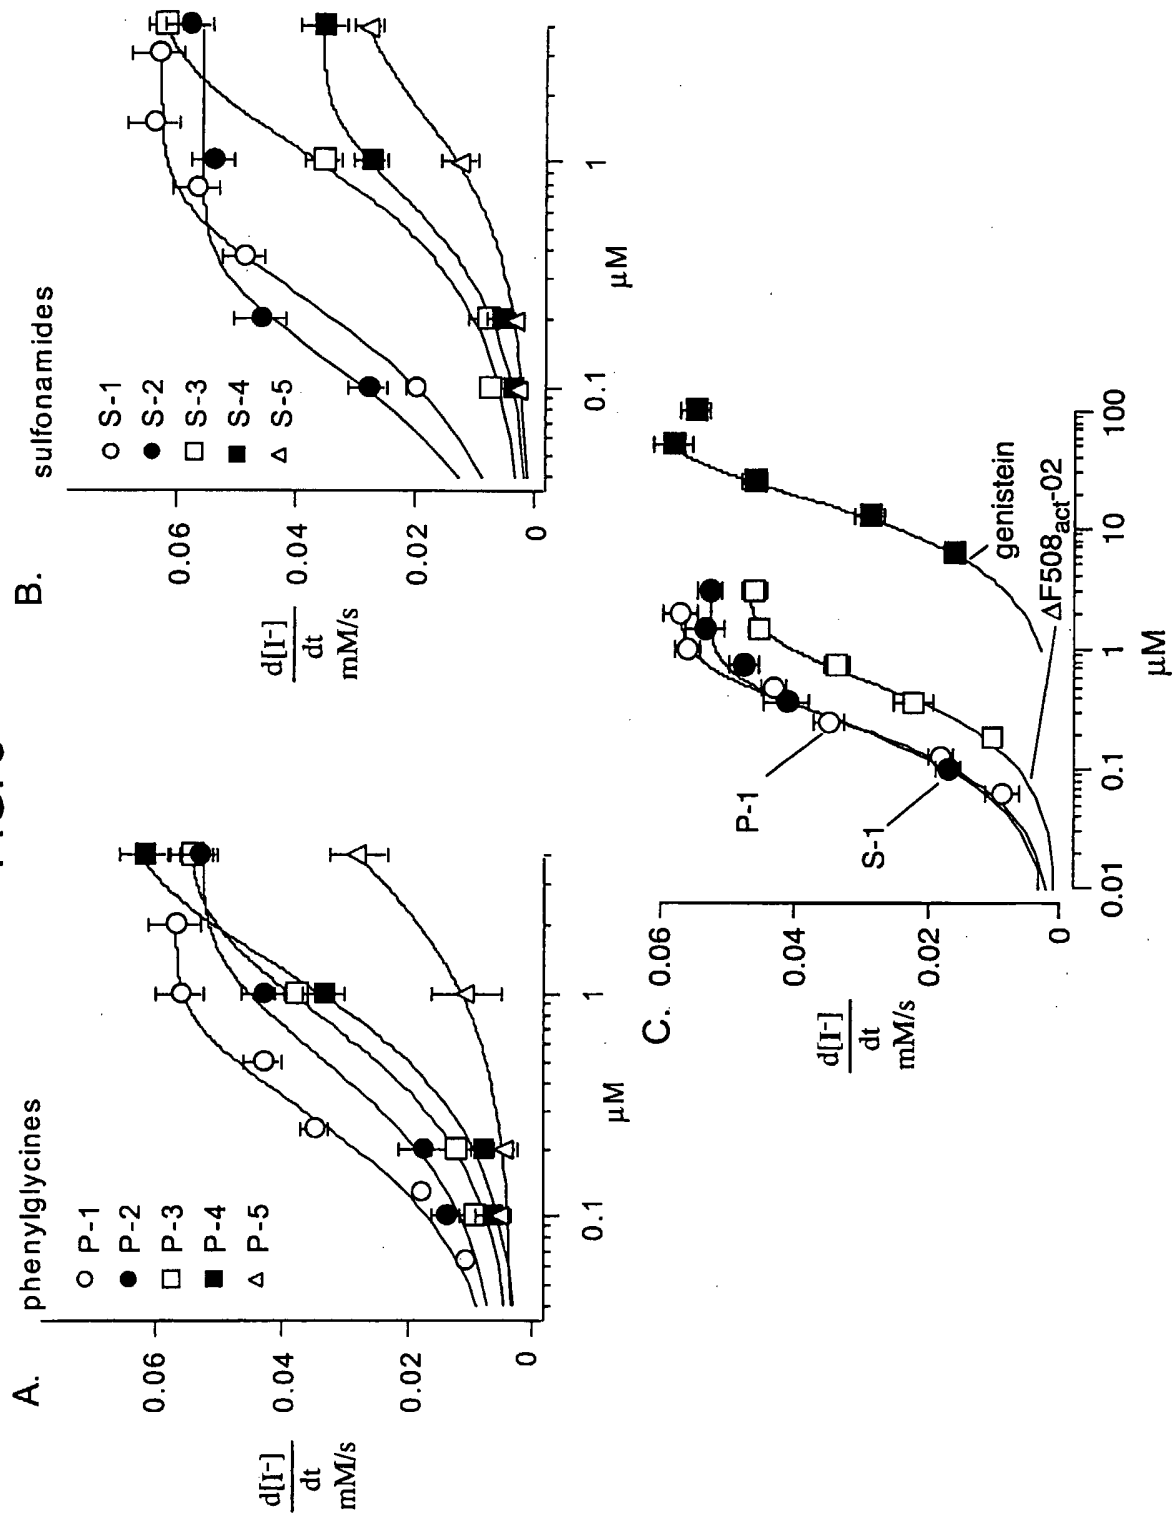 A.
phenylglycines
P-1
P-2
P-3
P-4
P-5
0.06
0.04
0.02
0
d[I-]
dt
mM/s
0.1
1
μM
B.
sulfonamides
S-1
S-2
S-3
S-4
S-5
0.06
0.04
0.02
0
d[I-]
dt
mM/s
0.1
1
μM
C.
0.06
0.04
0.02
0
d[I-]
dt
mM/s
P-1
S-1
genistein
ΔF508act-02
0.01
0.1
1
10
100
μM